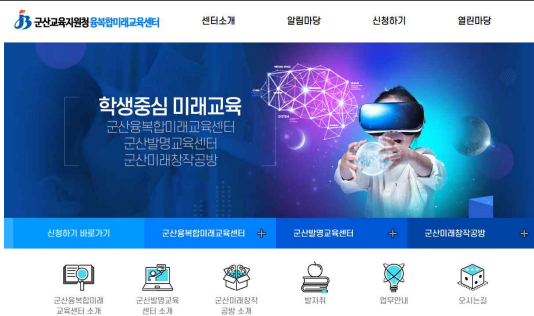 군산교육지원청융복합미래교육센터
센터소개 알림마당 신청하기 열린마당
학생중심 미래교육
군산융복합미래교육센터
군산발명교육센터
군산미래창작공방
신청하기 바로가기 군산융복합미래교육센터 + 군산발명교육센터 + 군산미래창작공방 +
군산융복합미래
교육센터 소개
군산발명교육
센터 소개
군산미래창작
공방 소개
발자취
업무안내
오시는길